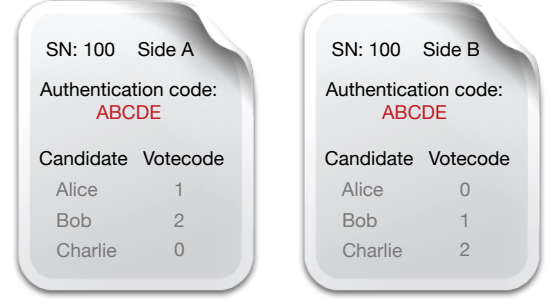 SN: 100 Side A
Authentication code:
ABCDE
Candidate Votecode
Alice 1
Bob 2
Charlie 0
SN: 100 Side B
Authentication code:
ABCDE
Candidate Votecode
Alice 0
Bob 1
Charlie 2